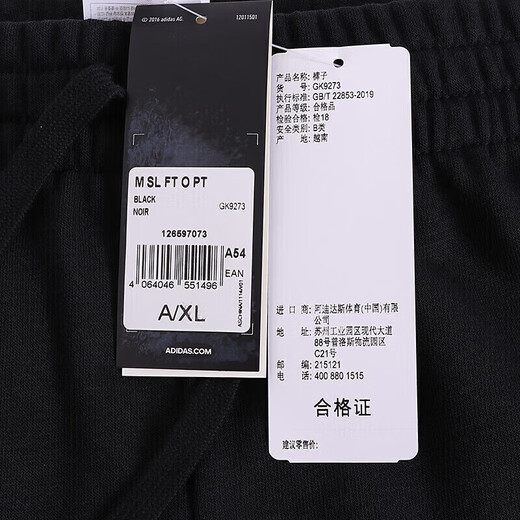 © 2016 adidas AG.
12011501
M SL FT O PT
BLACK
NOIR
GK9273
126597073
A54
EAN
4 064046 551496
ASCHINA/1114/v01
A/XL
ADIDAS.COM
产品名称: 裤子
货 号: GK9273
执行标准: GB/T 22853-2019
产品等级: 合格品
检验合格: 检18
安全类别: B类
产 地: 越南
进 口 商: 阿迪达斯体育(中国)有限公司
地 址: 苏州工业园区现代大道
88号普洛斯物流园区
C21号
邮 编: 215121
电 话: 400 880 1515
合格证
建议零售价: